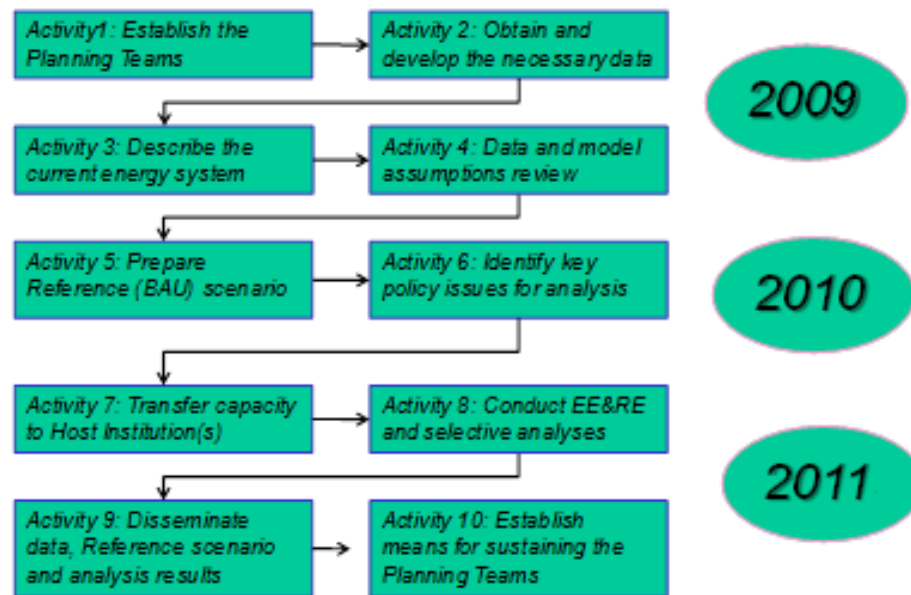 Activity1: Establish the
Planning Teams
Activity 2: Obtain and
develop the necessary data
2009
Activity 3: Describe the
current energy system
Activity 4: Data and model
assumptions review
Activity 5: Prepare
Reference (BAU) scenario
Activity 6: Identify key
policy issues for analysis
2010
Activity 7: Transfer capacity
to Host Institution(s)
Activity 8: Conduct EE&RE
and selective analyses
2011
Activity 9: Disseminate
data, Reference scenario
and analysis results
Activity 10: Establish
means for sustaining the
Planning Teams